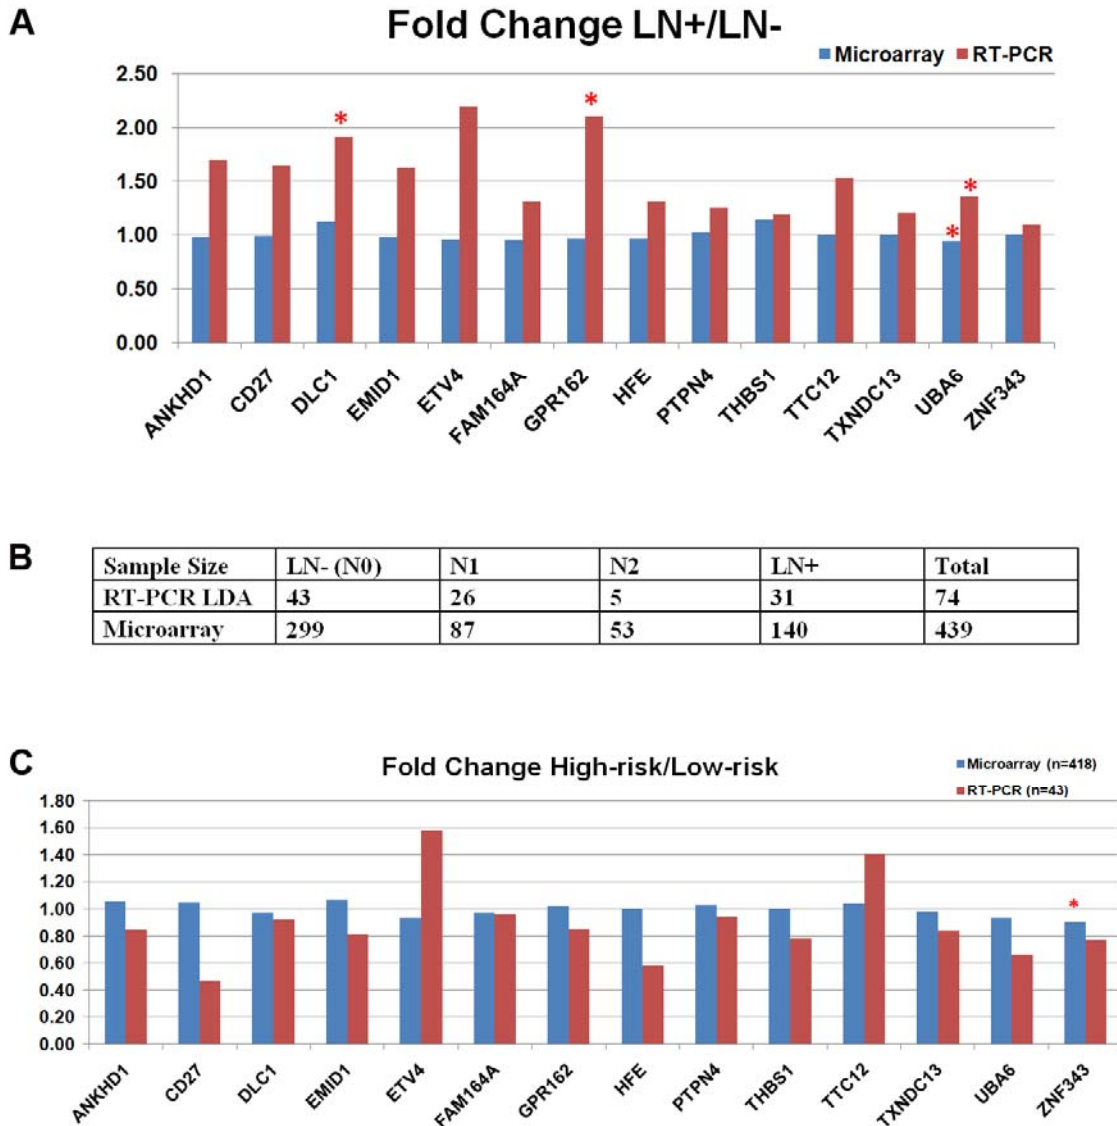 A
Fold Change LN+/LN-
Microarray RT-PCR
2.50
2.00
1.50
1.00
0.50
0.00
* * * *
ANKHD1 CD27 DLC1 EMID1 ETV4 FAM164A GPR162 HFE PTPN4 THBS1 TTC12 TXNDC13 UBA6 ZNF343
B
Sample Size LN- (N0) N1 N2 LN+ Total
RT-PCR LDA 43 26 5 31 74
Microarray 299 87 53 140 439
C
Fold Change High-risk/Low-risk
Microarray (n=418)
RT-PCR (n=43)
1.80
1.60
1.40
1.20
1.00
0.80
0.60
0.40
0.20
0.00
*
ANKHD1 CD27 DLC1 EMID1 ETV4 FAM164A GPR162 HFE PTPN4 THBS1 TTC12 TXNDC13 UBA6 ZNF343